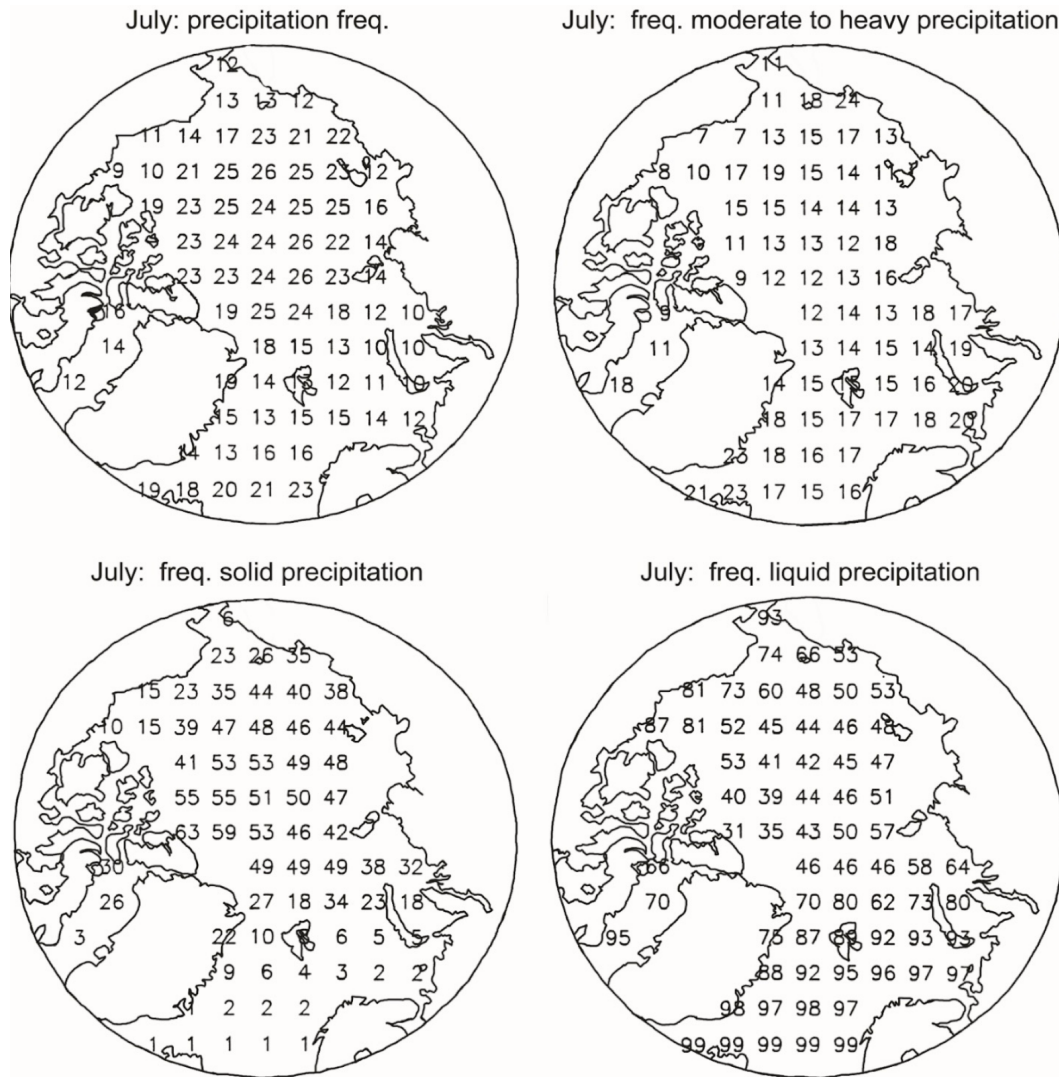 July: precipitation freq.
12
13 13 12
11 14 17 23 21 22
9 10 21 25 26 25 23 12
19 23 25 24 25 25 16
23 24 24 26 22 14
23 23 24 26 23 14
16 19 25 24 18 12 10
14 18 15 13 10 10
12 19 14 13 12 11 10
15 13 15 15 14 12
14 13 16 16
19 18 20 21 23
July: freq. moderate to heavy precipitation
11
11 18 24
7 7 13 15 17 13
8 10 17 19 15 14 11
15 15 14 14 13
11 13 13 12 18
9 12 12 13 16
9 12 14 13 18 17
11 13 14 15 14 19
18 14 15 15 16 20
18 15 17 17 18 20
23 18 16 17
21 23 17 15 16
July: freq. solid precipitation
6
23 26 35
15 23 35 44 40 38
10 15 39 47 48 46 44
41 53 53 49 48
55 55 51 50 47
63 59 53 46 42
30 49 49 49 38 32
26 27 18 34 23 18
3 22 10 8 6 5 5
9 6 4 3 2 2
2 2 2
1 1 1 1 1
July: freq. liquid precipitation
93
74 66 53
81 73 60 48 50 53
87 81 52 45 44 46 48
53 41 42 45 47
40 39 44 46 51
31 35 43 50 57
66 46 46 46 58 64
70 70 80 62 73 80
95 75 87 89 92 93 93
88 92 95 96 97 97
98 97 98 97
99 99 99 99 99